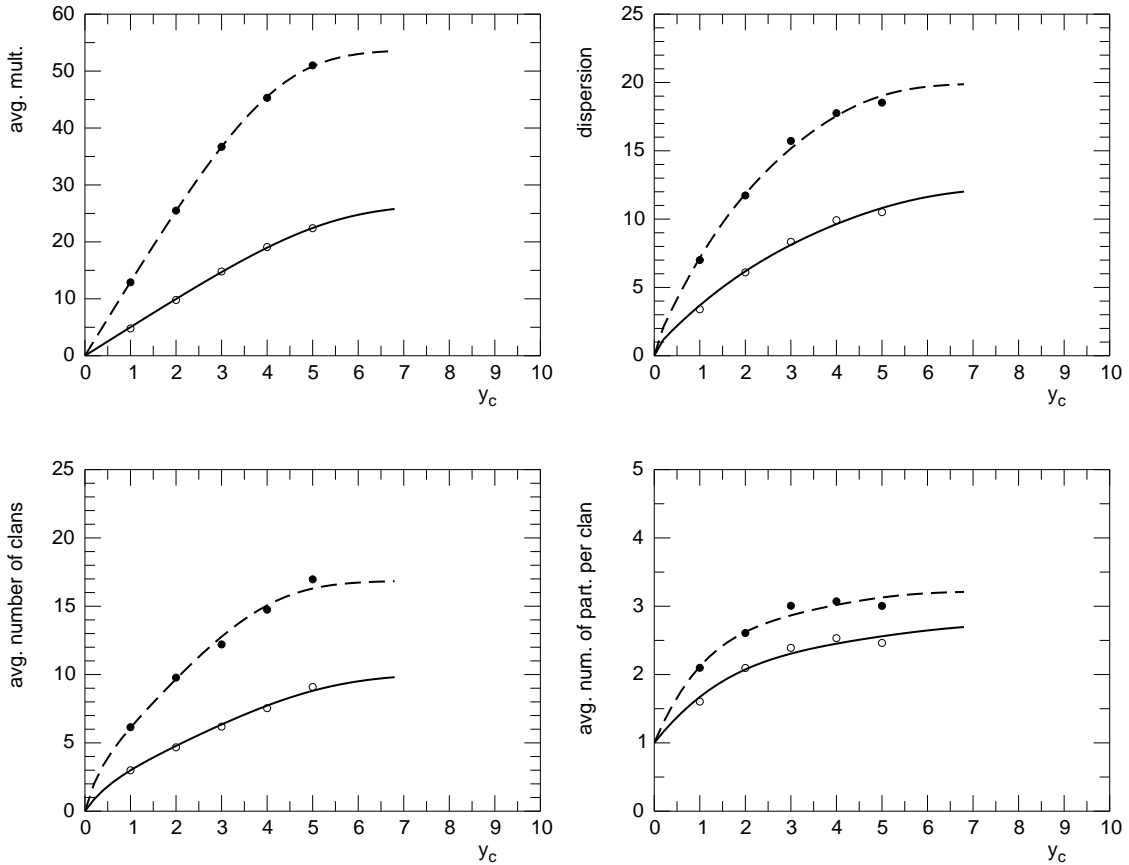 avg. mult.
60
50
40
30
20
10
0
0 1 2 3 4 5 6 7 8 9 10
y_c
dispersion
25
20
15
10
5
0
0 1 2 3 4 5 6 7 8 9 10
y_c
avg. number of clans
25
20
15
10
5
0
0 1 2 3 4 5 6 7 8 9 10
y_c
avg. num. of part. per clan
5
4
3
2
1
0
0 1 2 3 4 5 6 7 8 9 10
y_c